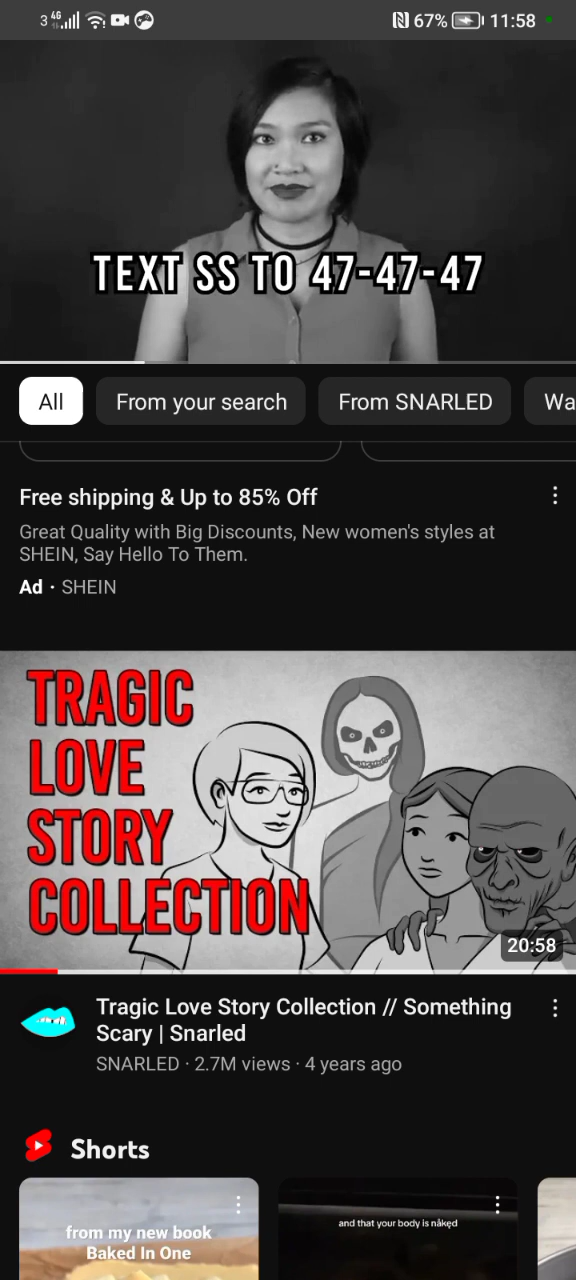 3 4G 67% 11:58
TEXT SS TO 47-47-47
All From your search From SNARLED Wa
Free shipping & Up to 85% Off
Great Quality with Big Discounts, New women's styles at
SHEIN, Say Hello To Them.
Ad · SHEIN
TRAGIC
LOVE
STORY
COLLECTION
20:58
Tragic Love Story Collection // Something
Scary | Snarled
SNARLED · 2.7M views · 4 years ago
Shorts
from my new book
Baked In One
and that your body is nâkęd